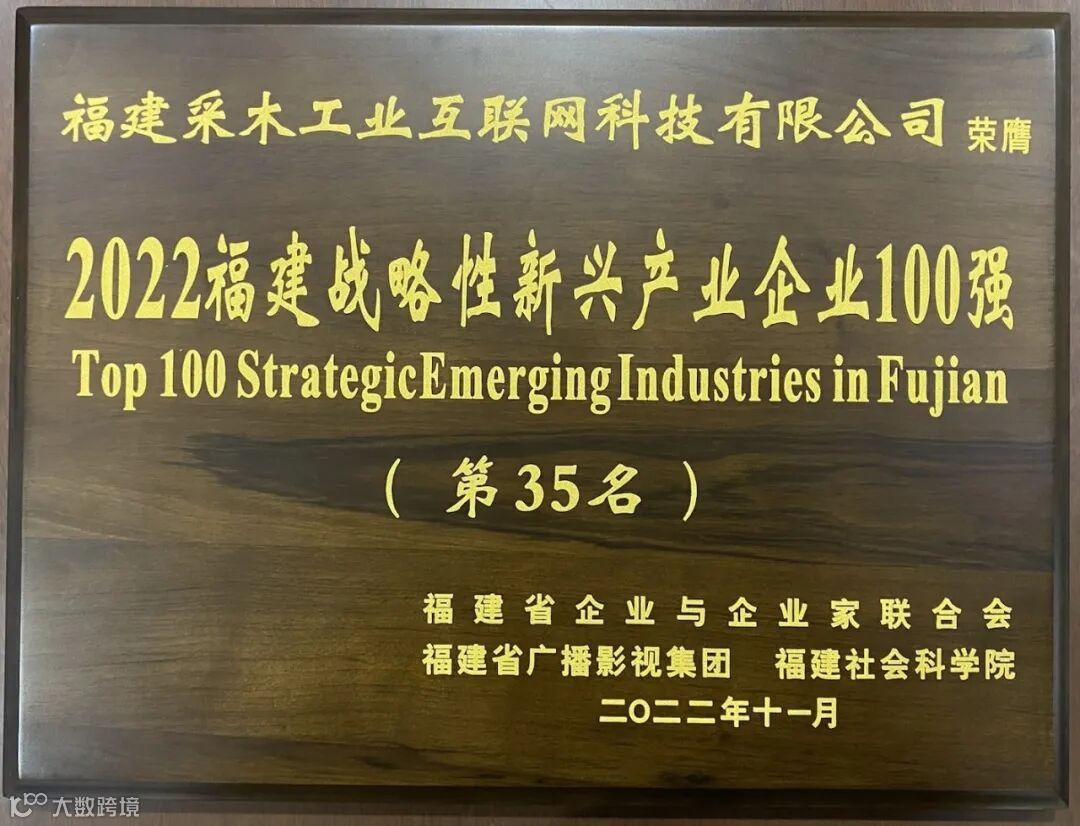 福建采木工业互联网科技有限公司 荣膺
2022福建战略性新兴产业企业100强
Top 100 StrategicEmerging Industries in Fujian
（ 第35名 ）
福建省企业与企业家联合会
福建省广播影视集团 福建社会科学院
二〇二二年十一月
大数跨境